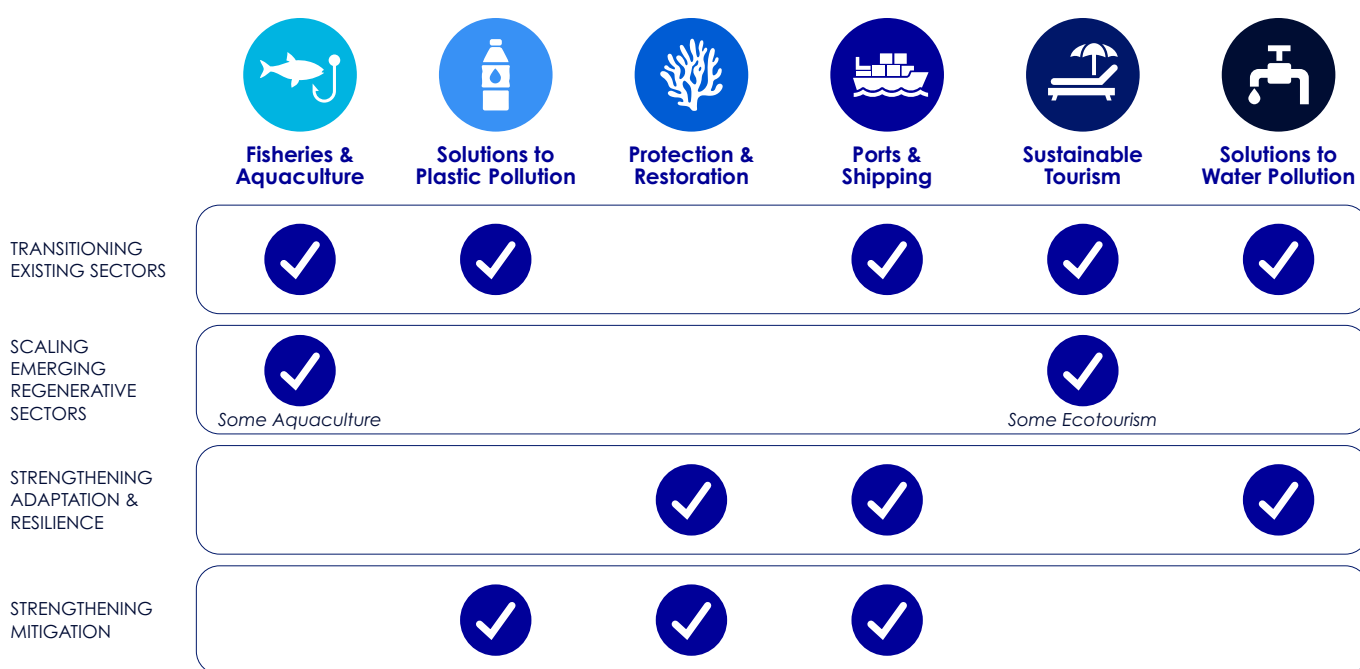 Fisheries &
Aquaculture
Solutions to
Plastic Pollution
Protection &
Restoration
Ports &
Shipping
Sustainable
Tourism
Solutions to
Water Pollution
TRANSITIONING
EXISTING SECTORS
SCALING
EMERGING
REGENERATIVE
SECTORS
Some Aquaculture
Some Ecotourism
STRENGTHENING
ADAPTATION &
RESILIENCE
STRENGTHENING
MITIGATION